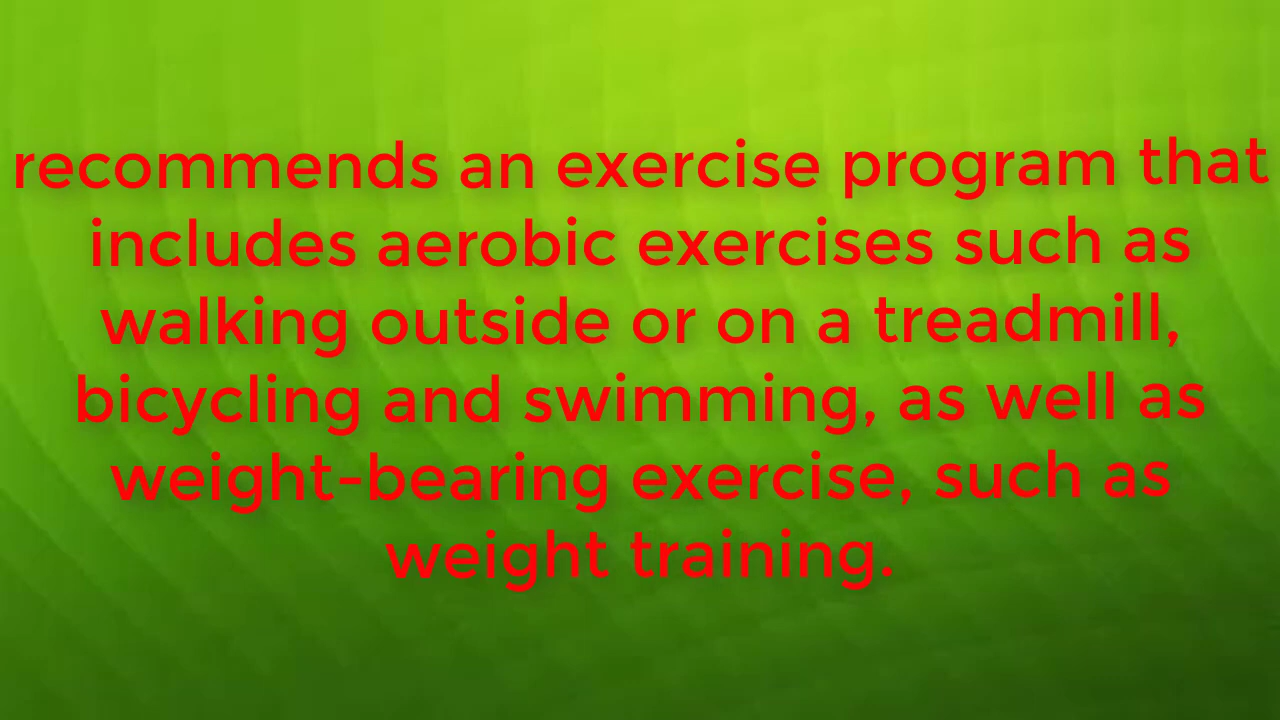 recommends an exercise program that
includes aerobic exercises such as
walking outside or on a treadmill,
bicycling and swimming, as well as
weight-bearing exercise, such as
weight training.